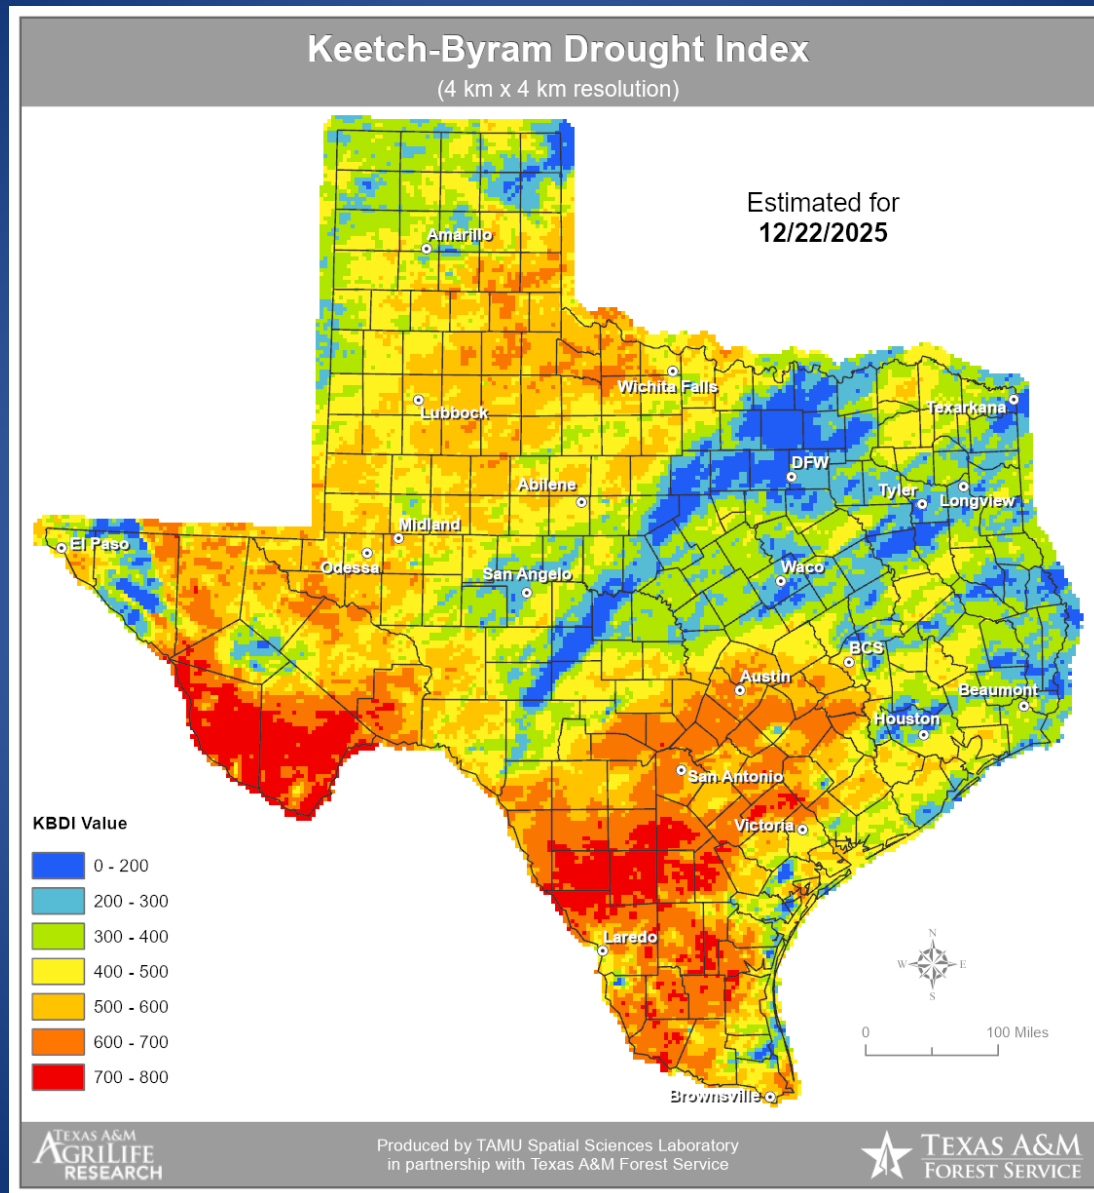 Keetch-Byram Drought Index
(4 km x 4 km resolution)
Estimated for
12/22/2025
Amarillo
Wichita Falls
Lubbock
Texarkana
DFW
Abilene
Tyler
Longview
Midland
El Paso
Odessa
San Angelo
Waco
BCS
Austin
Beaumont
Houston
San Antonio
Victoria
Laredo
Brownsville
KBDI Value
0 - 200
200 - 300
300 - 400
400 - 500
500 - 600
600 - 700
700 - 800
N
W E
S
0 100 Miles
TEXAS A&M
AGRILIFE
RESEARCH
Produced by TAMU Spatial Sciences Laboratory
in partnership with Texas A&M Forest Service
TEXAS A&M
FOREST SERVICE